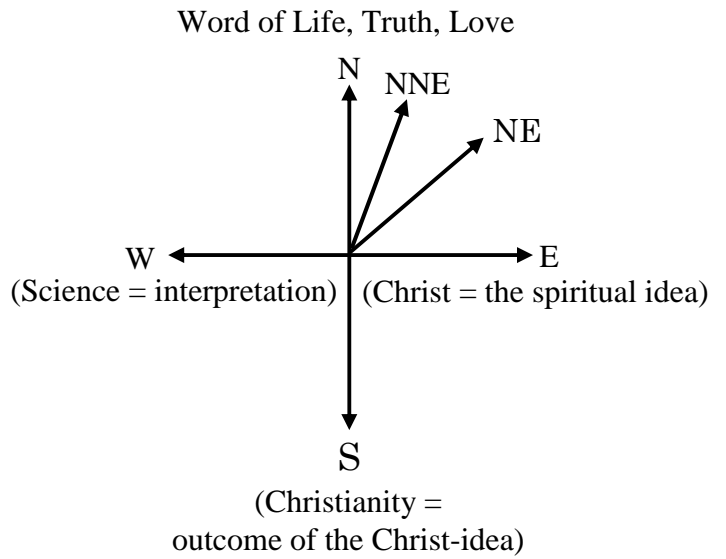 Word of Life, Truth, Love
N
NNE
NE
W
E
(Science = interpretation)
(Christ = the spiritual idea)
S
(Christianity =
outcome of the Christ-idea)